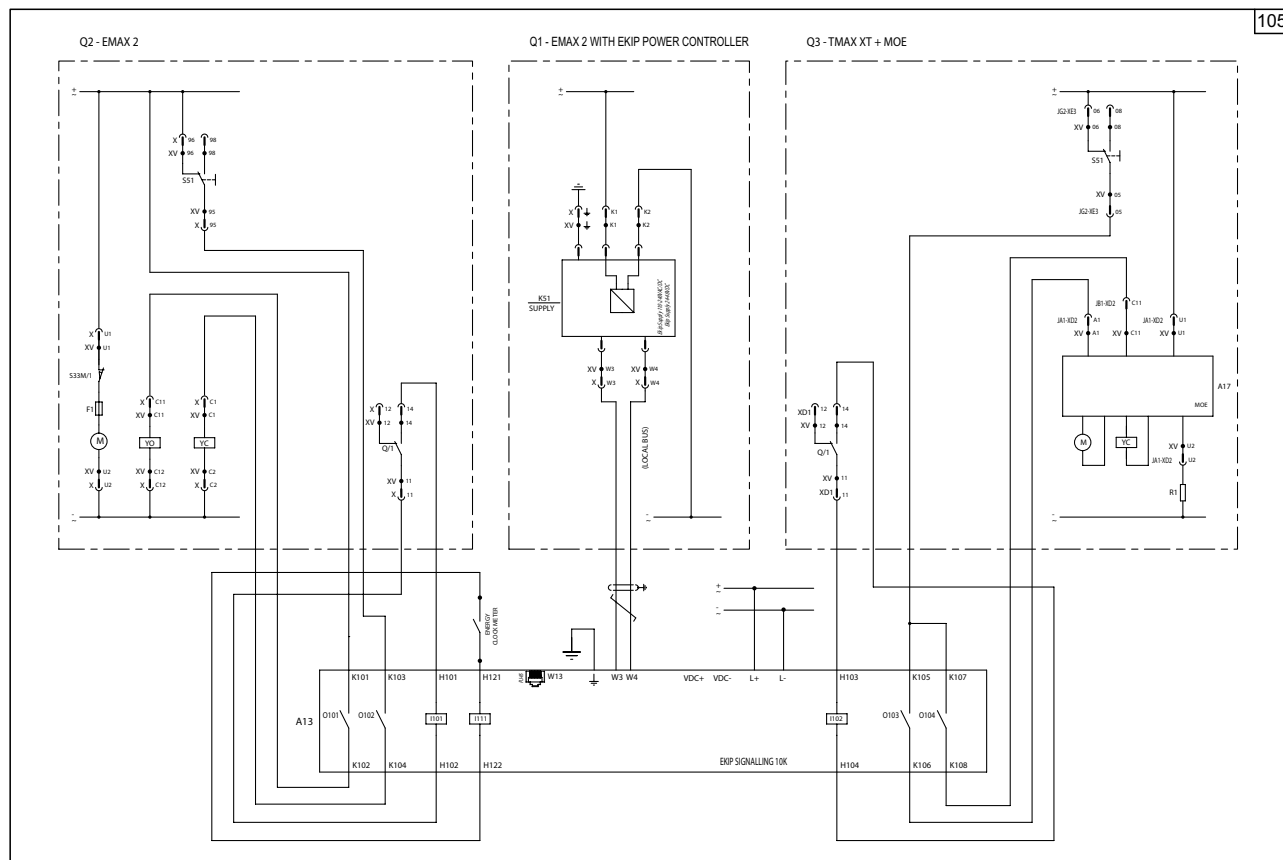 105
Q2 - EMAX 2
Q1 - EMAX 2 WITH EKIP POWER CONTROLLER
Q3 - TMAX XT + MOE
+
~
X 96 98
XV 96 98
S51
XV 95
X 95
X U1
XV U1
S33M/1
F1
M
XV U2
X U2
X C11
XV C11
YO
XV C12
X C12
X C1
XV C1
YC
XV C2
X C2
X 12 14
XV 12 14
Q/1
XV 11
X 11
-
~
+
~
X K1 K2
XV K1 K2
K51
SUPPLY
XV W3 XV W4
X W3 X W4
(LOCAL BUS)
-
~
+
~
JG2-XE3 06 08
XV 06 08
S51
XV 05
JG2-XE3 05
JB1-XD2 C11
JA1-XD2 A1
XV A1
XV C11
JA1-XD2 U1
XV U1
A17
MOE
M
YC
XV U2
JA1-XD2 U2
R1
XD1 12 14
XV 12 14
Q/1
XV 11
XD1 11
-
~
ENERGY
CLOCK METER
+
~
-
~
K101 K103 H101 H121 W13 W3 W4 VDC+ VDC- L+ L- H103 K105 K107
A13
O101 O102 I101 I111 I102 O103 O104
K102 K104 H102 H122 EKIP SIGNALLING 10K H104 K106 K108